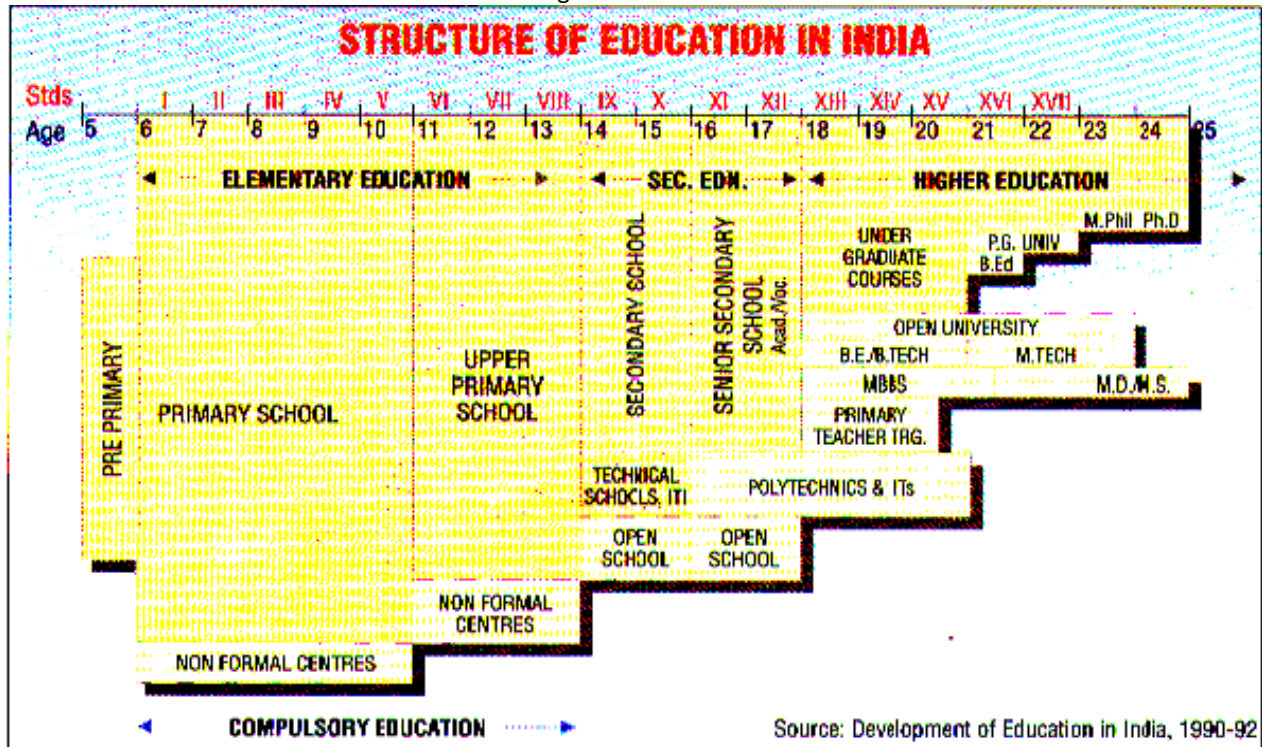 STRUCTURE OF EDUCATION IN INDIA
Stds I II III IV V VI VII VIII IX X XI XII XIII XIV XV XVI XVII
Age 5 6 7 8 9 10 11 12 13 14 15 16 17 18 19 20 21 22 23 24 25
ELEMENTARY EDUCATION SEC. EDN. HIGHER EDUCATION
PRE PRIMARY
PRIMARY SCHOOL
UPPER
PRIMARY
SCHOOL
SECONDARY SCHOOL
SENIOR SECONDARY
SCHOOL
Acad./Voc.
UNDER
GRADUATE
COURSES
M.Phil Ph.D
P.G. UNIV
B.Ed
OPEN UNIVERSITY
B.E./B.TECH M.TECH
MBBS M.D./M.S.
PRIMARY
TEACHER TRG.
TECHNICAL
SCHOOLS, ITI
POLYTECHNICS & ITs
OPEN
SCHOOL
OPEN
SCHOOL
NON FORMAL
CENTRES
NON FORMAL CENTRES
COMPULSORY EDUCATION
Source: Development of Education in India, 1990-92